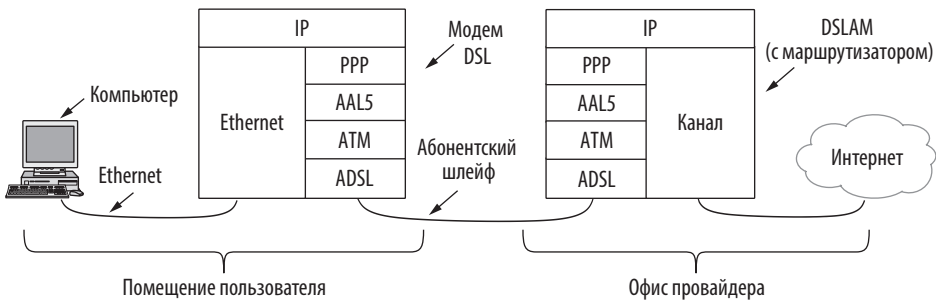 IP
Модем
DSL
IP
DSLAM
(с маршрутизатором)
Компьютер
Ethernet
PPP
AAL5
ATM
ADSL
PPP
AAL5
ATM
ADSL
Канал
Ethernet
Абонентский
шлейф
Интернет
Помещение пользователя
Офис провайдера